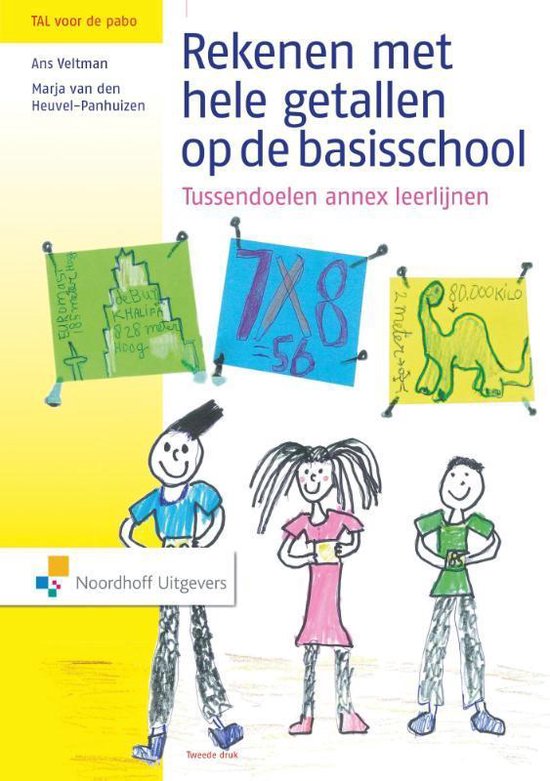 TAL voor de pabo
Ans Veltman
Marja van den
Heuvel-Panhuizen
Rekenen met
hele getallen
op de basisschool
Tussendoelen annex leerlijnen
EUROMAST
185 meter Hoog
de Bur
KHALIFA
828 meter
Hoog
7X8
=56
2 meter
80.000 KILO
Noordhoff Uitgevers
Tweede druk